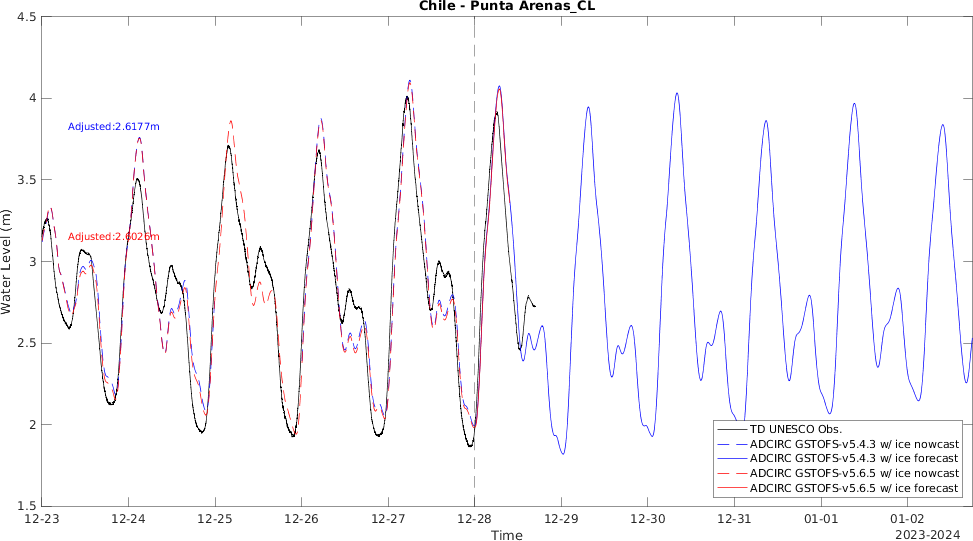 Chile - Punta Arenas_CL
4.5
4
3.5
3
2.5
2
1.5
Water Level (m)
Adjusted:2.6177m
Adjusted:2.6026m
TD UNESCO Obs.
ADCIRC GSTOFS-v5.4.3 w/ ice nowcast
ADCIRC GSTOFS-v5.4.3 w/ ice forecast
ADCIRC GSTOFS-v5.6.5 w/ ice nowcast
ADCIRC GSTOFS-v5.6.5 w/ ice forecast
12-23 12-24 12-25 12-26 12-27 12-28 12-29 12-30 12-31 01-01 01-02
Time
2023-2024